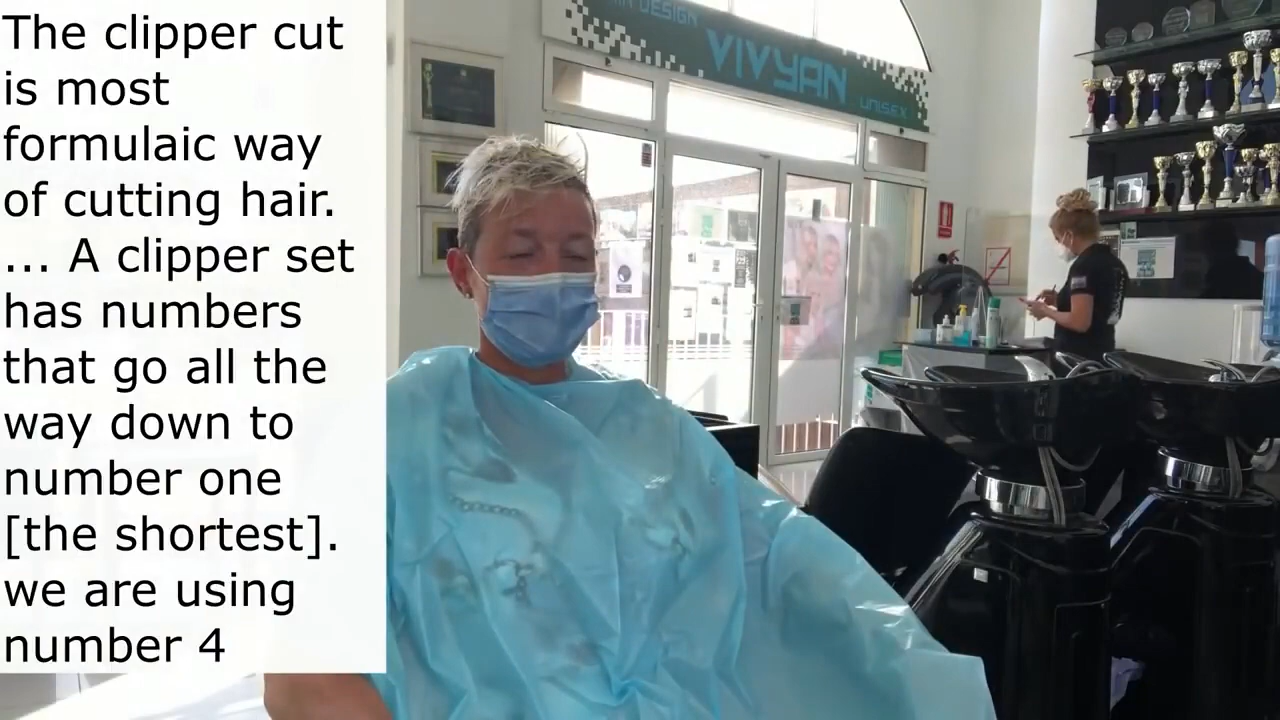 The clipper cut
is most
formulaic way
of cutting hair.
... A clipper set
has numbers
that go all the
way down to
number one
[the shortest].
we are using
number 4
DESIGN
VIVYAN
UNISEX